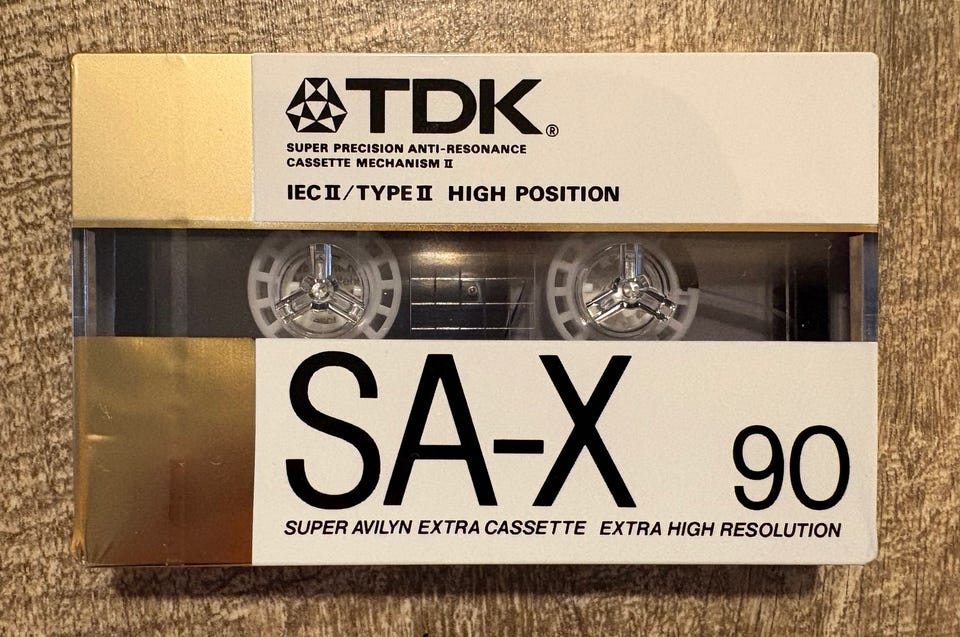 TDK®
SUPER PRECISION ANTI-RESONANCE
CASSETTE MECHANISM II
IEC II/TYPE II HIGH POSITION
SA-X 90
SUPER AVILYN EXTRA CASSETTE EXTRA HIGH RESOLUTION